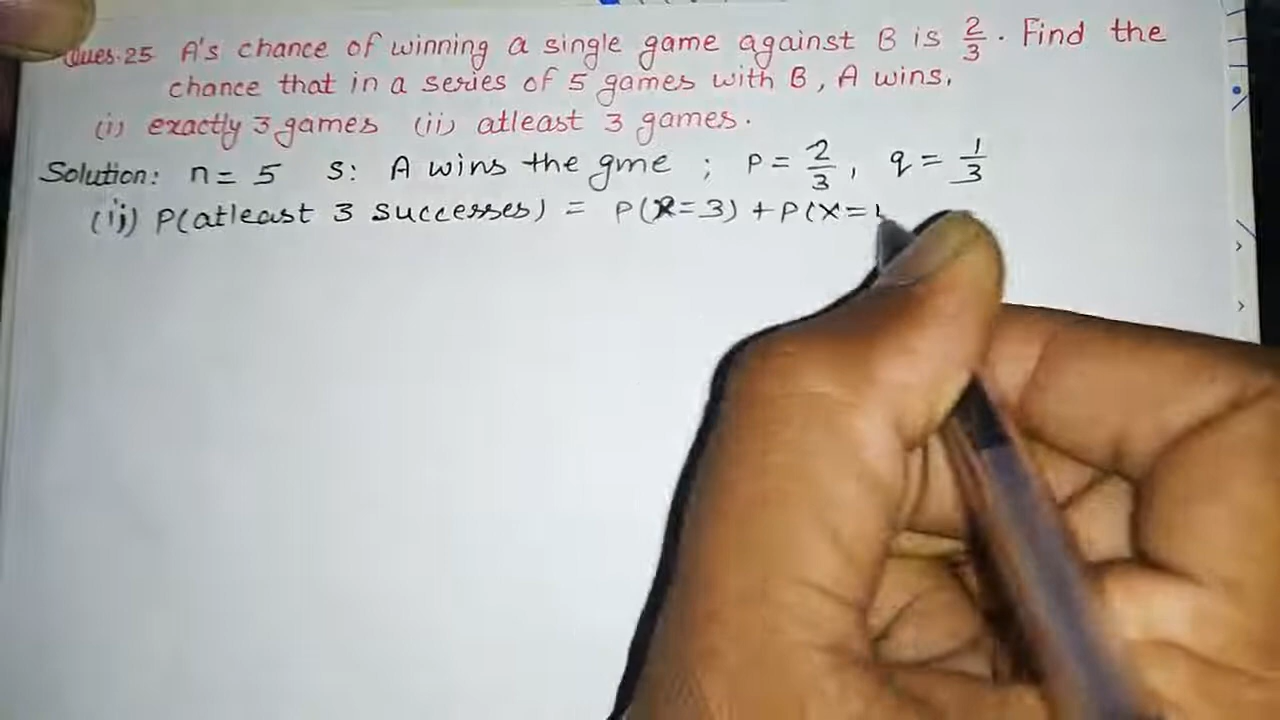 Ques.25 A's chance of winning a single game against B is 2/3. Find the
chance that in a series of 5 games with B, A wins,
(i) exactly 3 games (ii) atleast 3 games.
Solution: n = 5 S: A wins the gme ; p = 2/3, q = 1/3
(ii) P(atleast 3 successes) = P(X=3) + P(X=